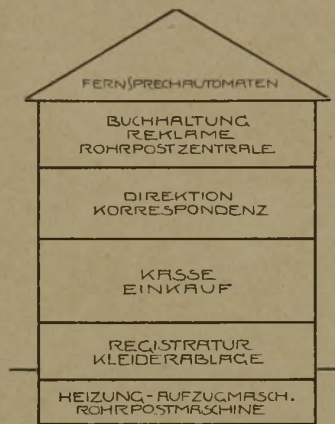 FERNSPRECHAUTOMATEN
BUCHHALTUNG
REKLAME
ROHRPOSTZENTRALE
DIREKTION
KORRESPONDENZ
KASSE
EINKAUF
REGISTRATUR
KLEIDERABLAGE
HEIZUNG-AUFZUGMASCH.
ROHRPOSTMASCHINE